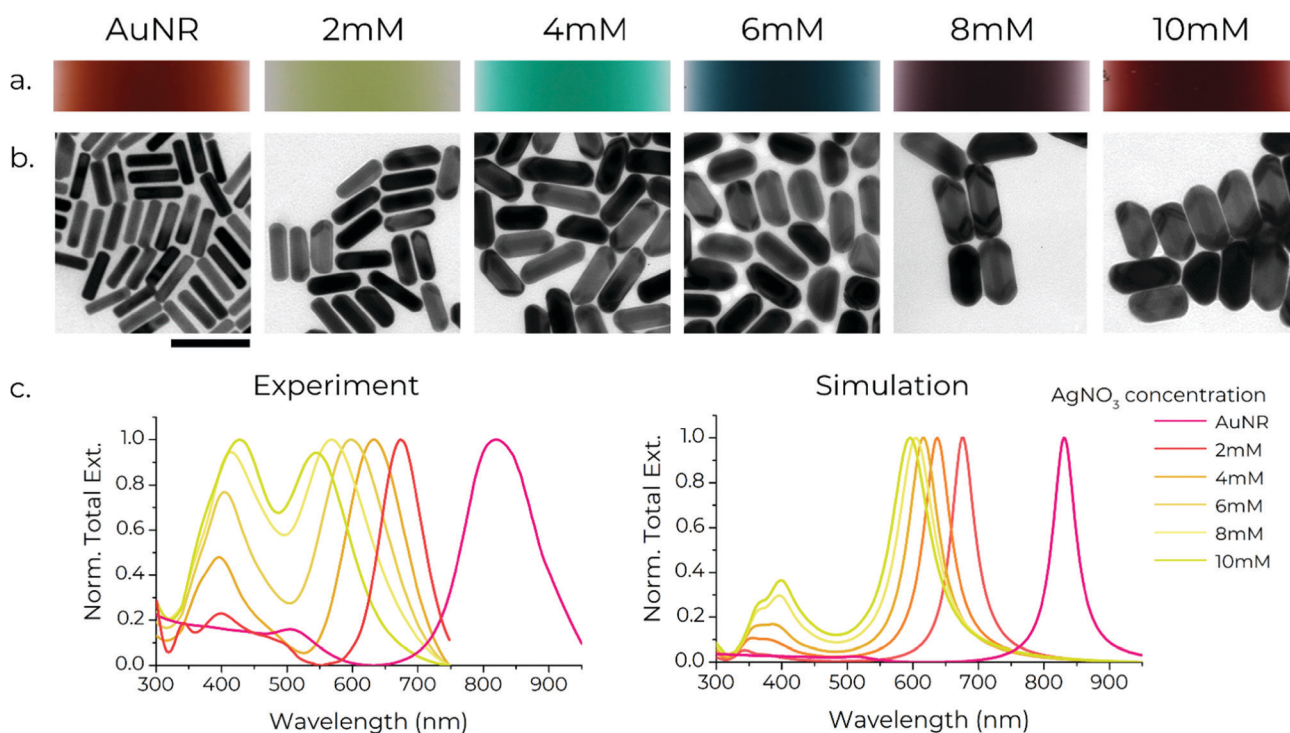 AuNR 2mM 4mM 6mM 8mM 10mM
a.
b.
c.
Experiment
Norm. Total Ext.
1.0
0.8
0.6
0.4
0.2
0.0
300 400 500 600 700 800 900
Wavelength (nm)
Simulation
Norm. Total Ext.
1.0
0.8
0.6
0.4
0.2
0.0
300 400 500 600 700 800 900
Wavelength (nm)
AgNO₃ concentration
AuNR
2mM
4mM
6mM
8mM
10mM